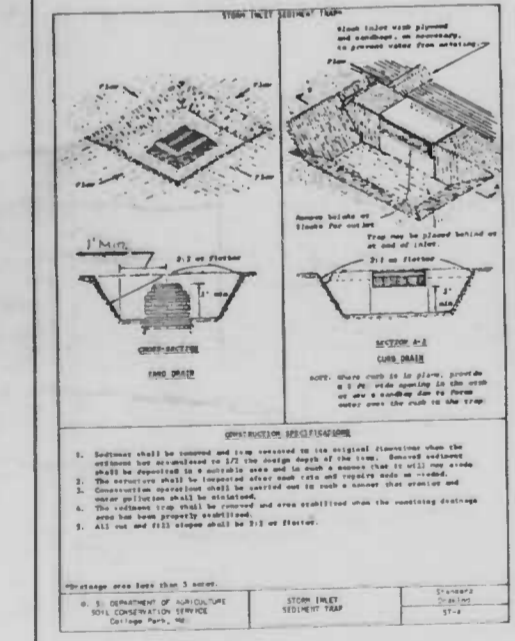 STORM INLET SEDIMENT TRAP*
Block inlet with plywood
and sandbags, as necessary,
to prevent water from entering.
Flow
Flow
Flow
Flow
Flow
Remove bricks or
blocks for outlet
Trap may be placed behind or
at end of inlet.
1' Min.
2:1 or flatter
2:1 or flatter
1'
min
1'
min
CROSS-SECTION
YARD DRAIN
SECTION A-A
CURB DRAIN
NOTE: Where curb is in place, provide
a 5 ft. wide opening in the curb
or use a sandbag dam to force
water over the curb to the trap.
CONSTRUCTION SPECIFICATIONS
1. Sediment shall be removed and trap restored to its original dimensions when the
sediment has accumulated to 1/2 the design depth of the trap. Removed sediment
shall be deposited in a suitable area and in such a manner that it will not erode.
2. The structure shall be inspected after each rain and repairs made as needed.
3. Construction operations shall be carried out in such a manner that erosion and
water pollution shall be minimized.
4. The sediment trap shall be removed and area stabilized when the remaining drainage
area has been properly stabilized.
5. All cut and fill slopes shall be 2:1 or flatter.
*Drainage area less than 3 acres.
U. S. DEPARTMENT OF AGRICULTURE
SOIL CONSERVATION SERVICE
College Park, Md.
STORM INLET
SEDIMENT TRAP
Standard
Drawing